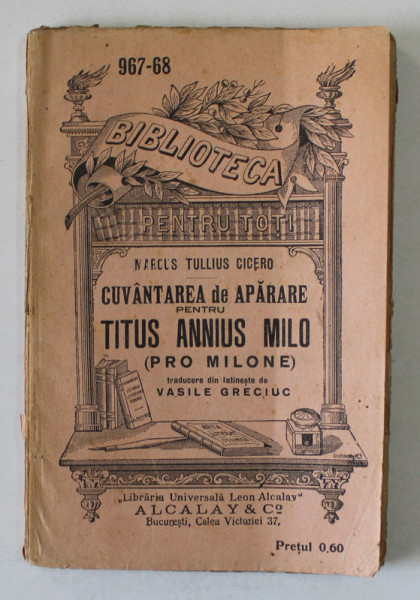 967-68
BIBLIOTECA
PENTRU TOȚI
MARCUS TULLIUS CICERO
CUVÂNTAREA de APĂRARE
PENTRU
TITUS ANNIUS MILO
(PRO MILONE)
traducere din latinește de
VASILE GRECIUC
„Librăria Universală Leon Alcalay”
ALCALAY & Co
București, Calea Victoriei 37,
Prețul 0,60